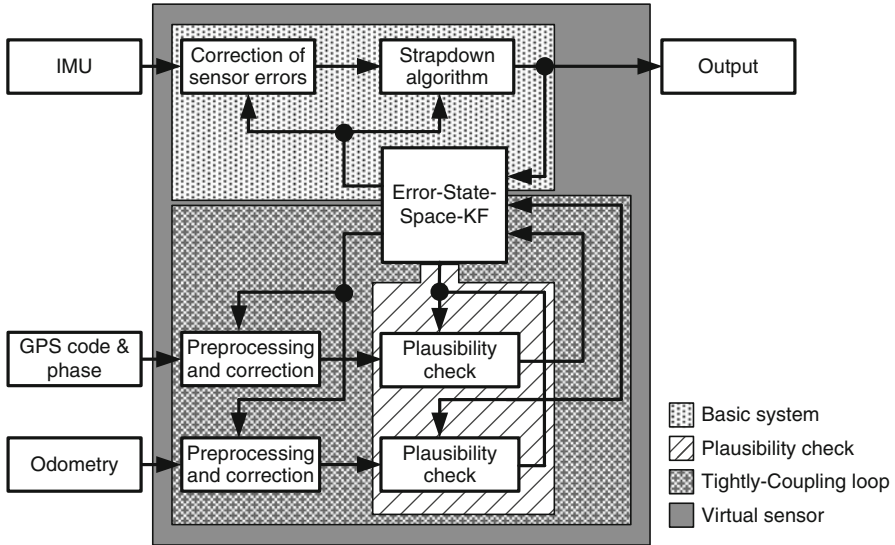 IMU
Correction of
sensor errors
Strapdown
algorithm
Output
Error-State-
Space-KF
GPS code &
phase
Preprocessing
and correction
Plausibility
check
Odometry
Preprocessing
and correction
Plausibility
check
Basic system
Plausibility check
Tightly-Coupling loop
Virtual sensor